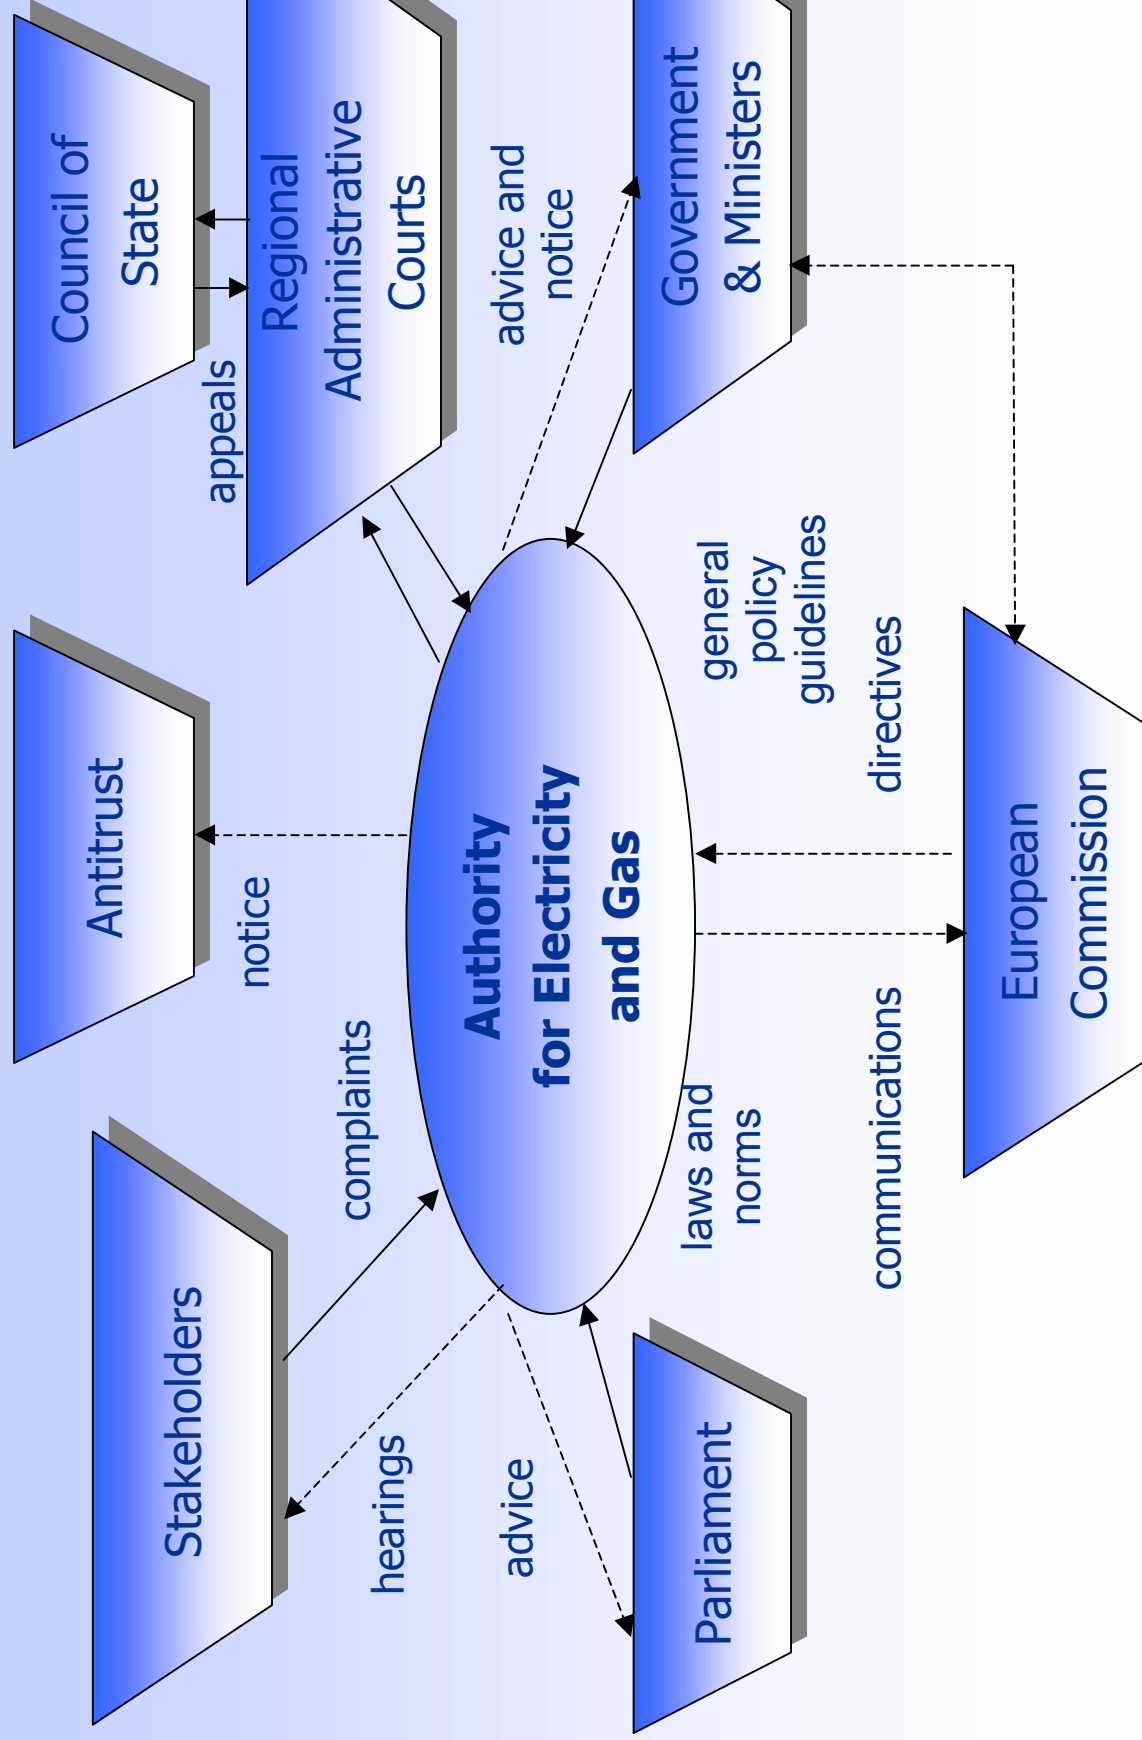 Council of
State
appeals
Regional
Administrative
Courts
Antitrust
notice
Stakeholders
complaints
hearings
advice and
notice
Authority
for Electricity
and Gas
advice
Government
& Ministers
general
policy
guidelines
laws and
norms
Parliament
directives
communications
European
Commission